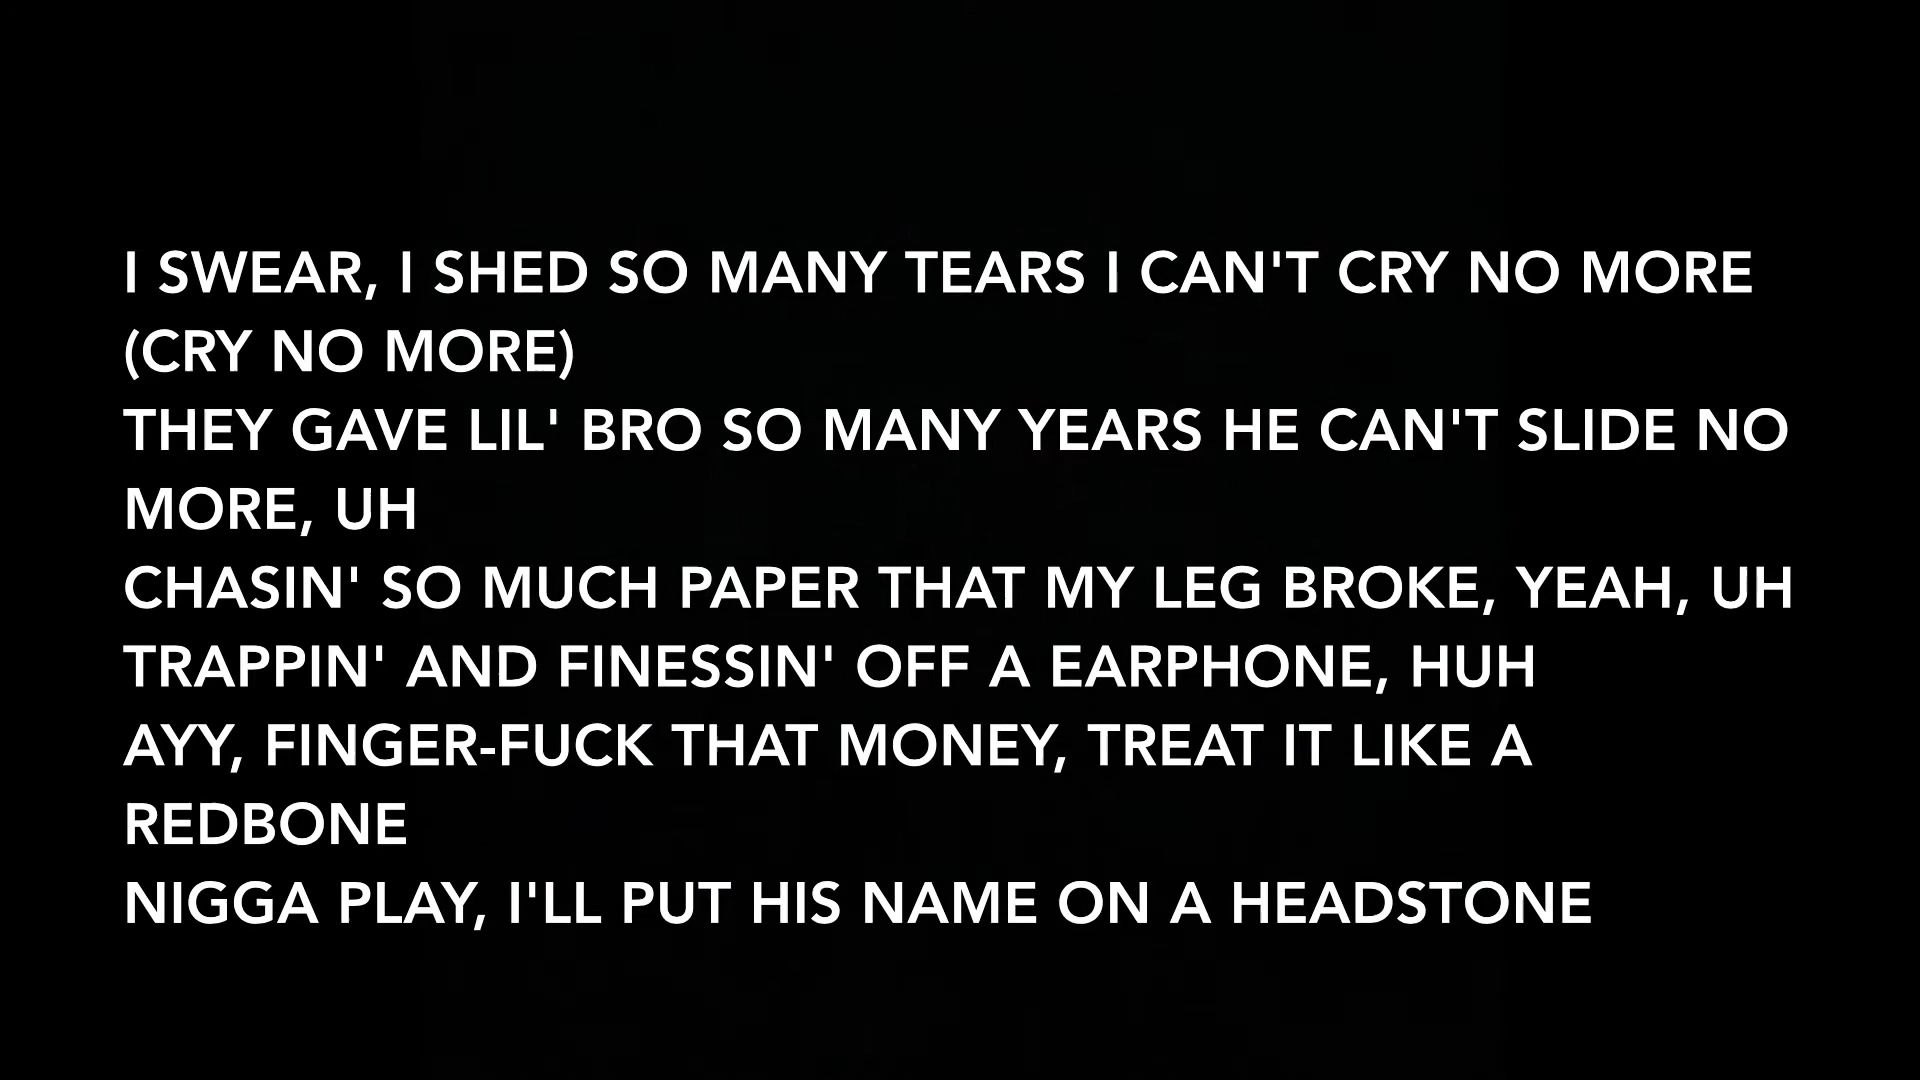 I SWEAR, I SHED SO MANY TEARS I CAN'T CRY NO MORE
(CRY NO MORE)
THEY GAVE LIL' BRO SO MANY YEARS HE CAN'T SLIDE NO
MORE, UH
CHASIN' SO MUCH PAPER THAT MY LEG BROKE, YEAH, UH
TRAPPIN' AND FINESSIN' OFF A EARPHONE, HUH
AYY, FINGER-FUCK THAT MONEY, TREAT IT LIKE A
REDBONE
NIGGA PLAY, I'LL PUT HIS NAME ON A HEADSTONE